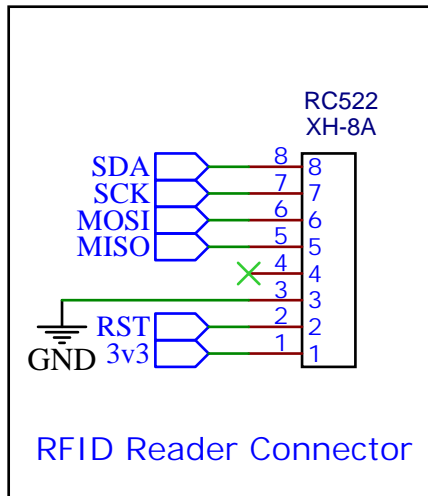 RC522
XH-8A
SDA 8 8
SCK 7 7
MOSI 6 6
MISO 5 5
4 4
3 3
RST 2 2
GND
3v3 1 1
RFID Reader Connector